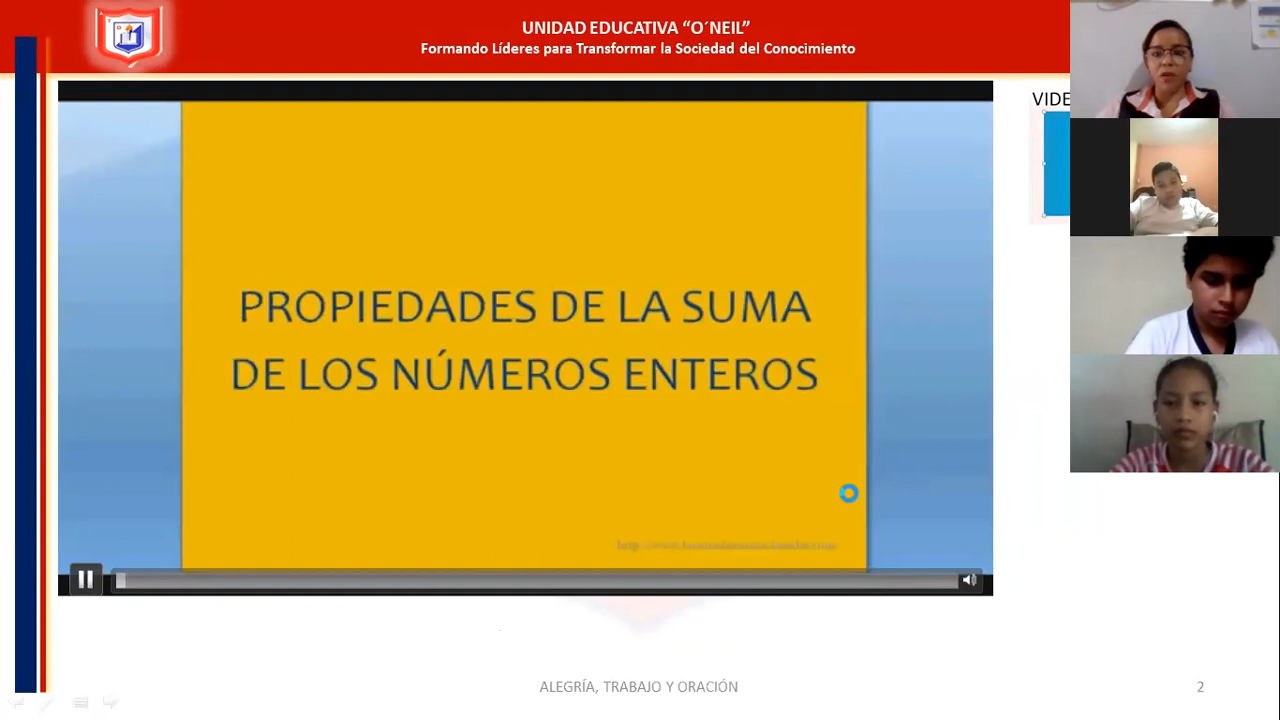 UNIDAD EDUCATIVA “O´NEIL”
Formando Líderes para Transformar la Sociedad del Conocimiento
VIDE
PROPIEDADES DE LA SUMA
DE LOS NÚMEROS ENTEROS
ALEGRÍA, TRABAJO Y ORACIÓN
2